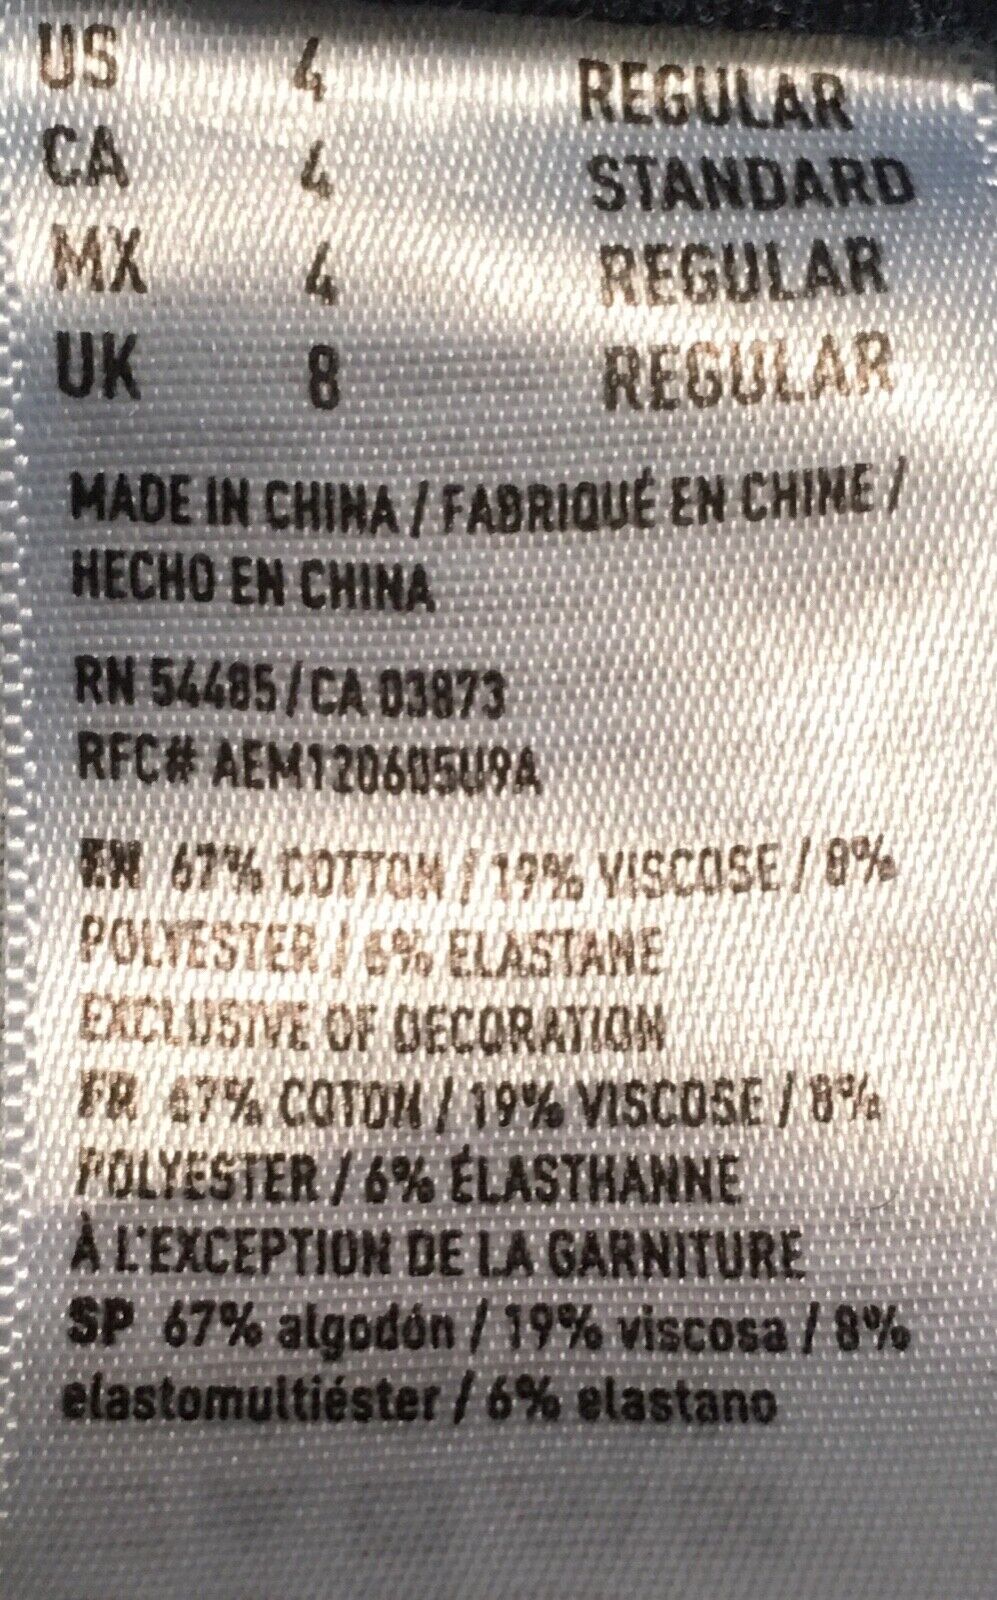 US 4 REGULAR
CA 4 STANDARD
MX 4 REGULAR
UK 8 REGULAR
MADE IN CHINA / FABRIQUÉ EN CHINE /
HECHO EN CHINA
RN 54485/CA 03873
RFC# AEM120605U9A
EN 67% COTTON / 19% VISCOSE / 8%
POLYESTER / 6% ELASTANE
EXCLUSIVE OF DECORATION
FR 67% COTON / 19% VISCOSE / 8%
POLYESTER / 6% ÉLASTHANNE
À L'EXCEPTION DE LA GARNITURE
SP 67% algodón / 19% viscosa / 8%
elastomultiéster / 6% elastano